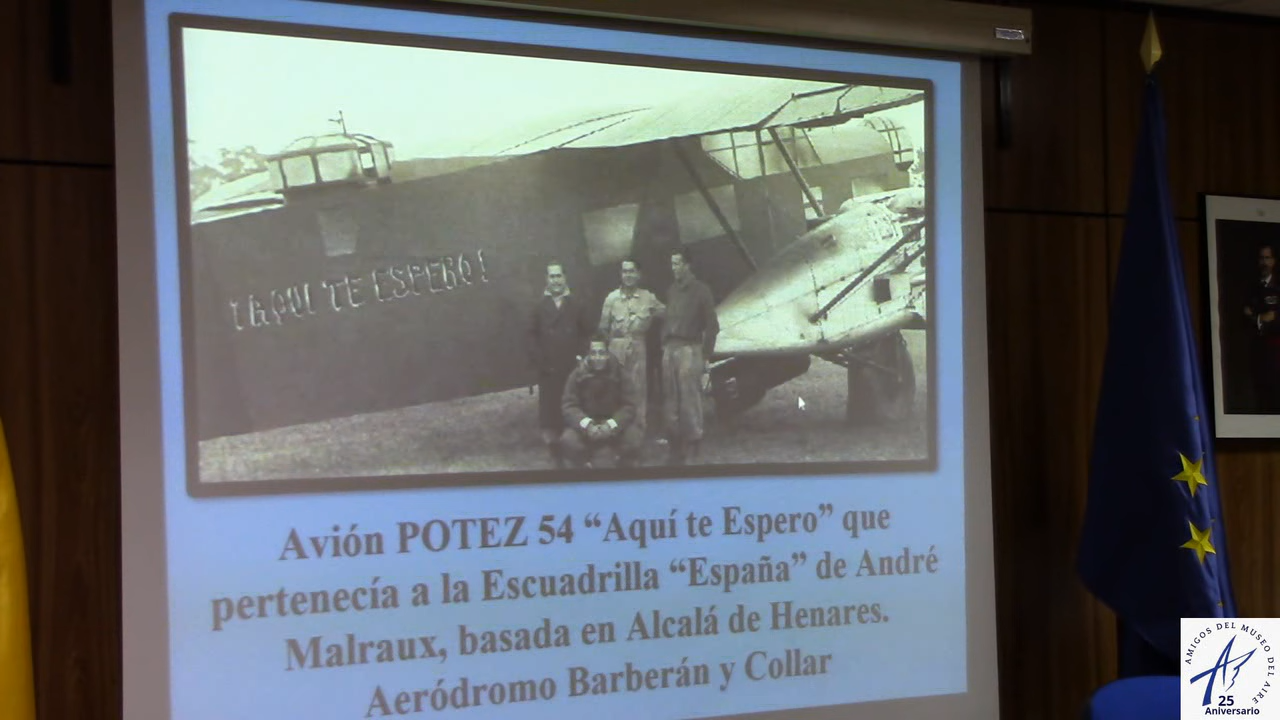 ¡AQUI TE ESPERO!
Avión POTEZ 54 “Aquí te Espero” que
pertenecía a la Escuadrilla “España” de André
Malraux, basada en Alcalá de Henares.
Aeródromo Barberán y Collar
AMIGOS DEL MUSEO DEL AIRE
25
Aniversario